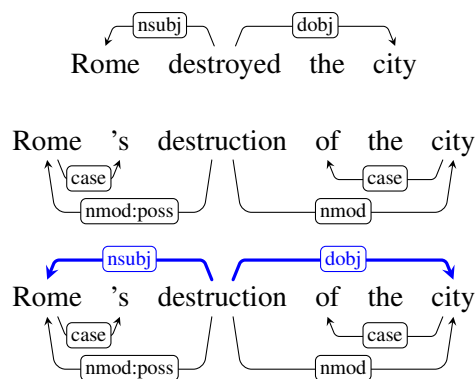 nsubj dobj
Rome destroyed the city
Rome 's destruction of the city
case case
nmod:poss nmod
nsubj dobj
Rome 's destruction of the city
case case
nmod:poss nmod